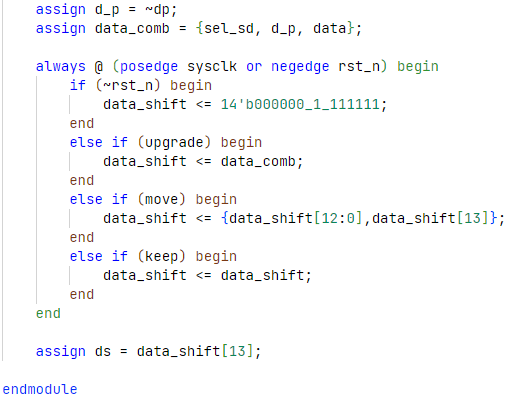 assign d_p = ~dp;
assign data_comb = {sel_sd, d_p, data};
always @ (posedge sysclk or negedge rst_n) begin
if (~rst_n) begin
data_shift <= 14'b000000_1_111111;
end
else if (upgrade) begin
data_shift <= data_comb;
end
else if (move) begin
data_shift <= {data_shift[12:0],data_shift[13]};
end
else if (keep) begin
data_shift <= data_shift;
end
end
assign ds = data_shift[13];
endmodule